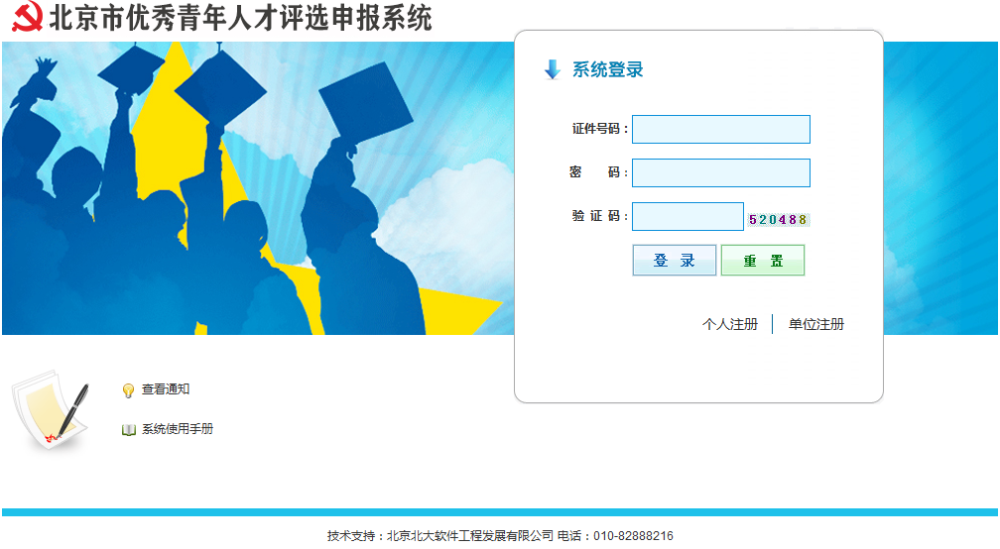 北京市优秀青年人才评选申报系统
系统登录
证件号码：
密 码：
验 证 码：
520488
登 录 重 置
个人注册 单位注册
查看通知
系统使用手册
技术支持：北京北大软件工程发展有限公司 电话：010-82888216